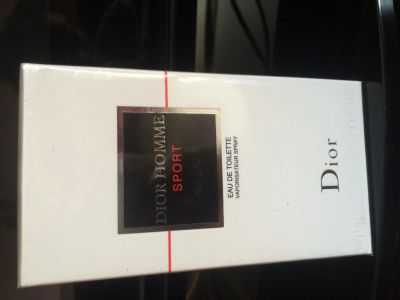 DIOR HOMME
SPORT
EAU DE TOILETTE
VAPORISATEUR SPRAY
Dior